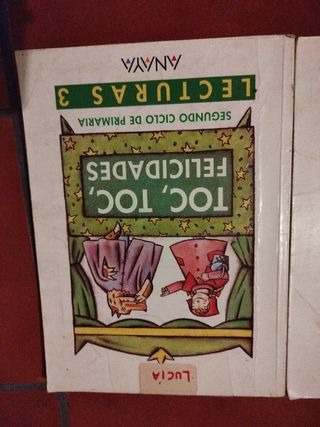 ANAYA
LECTURAS 3
SEGUNDO CICLO DE PRIMARIA
TOC, TOC,
FELICIDADES
LUCÍA